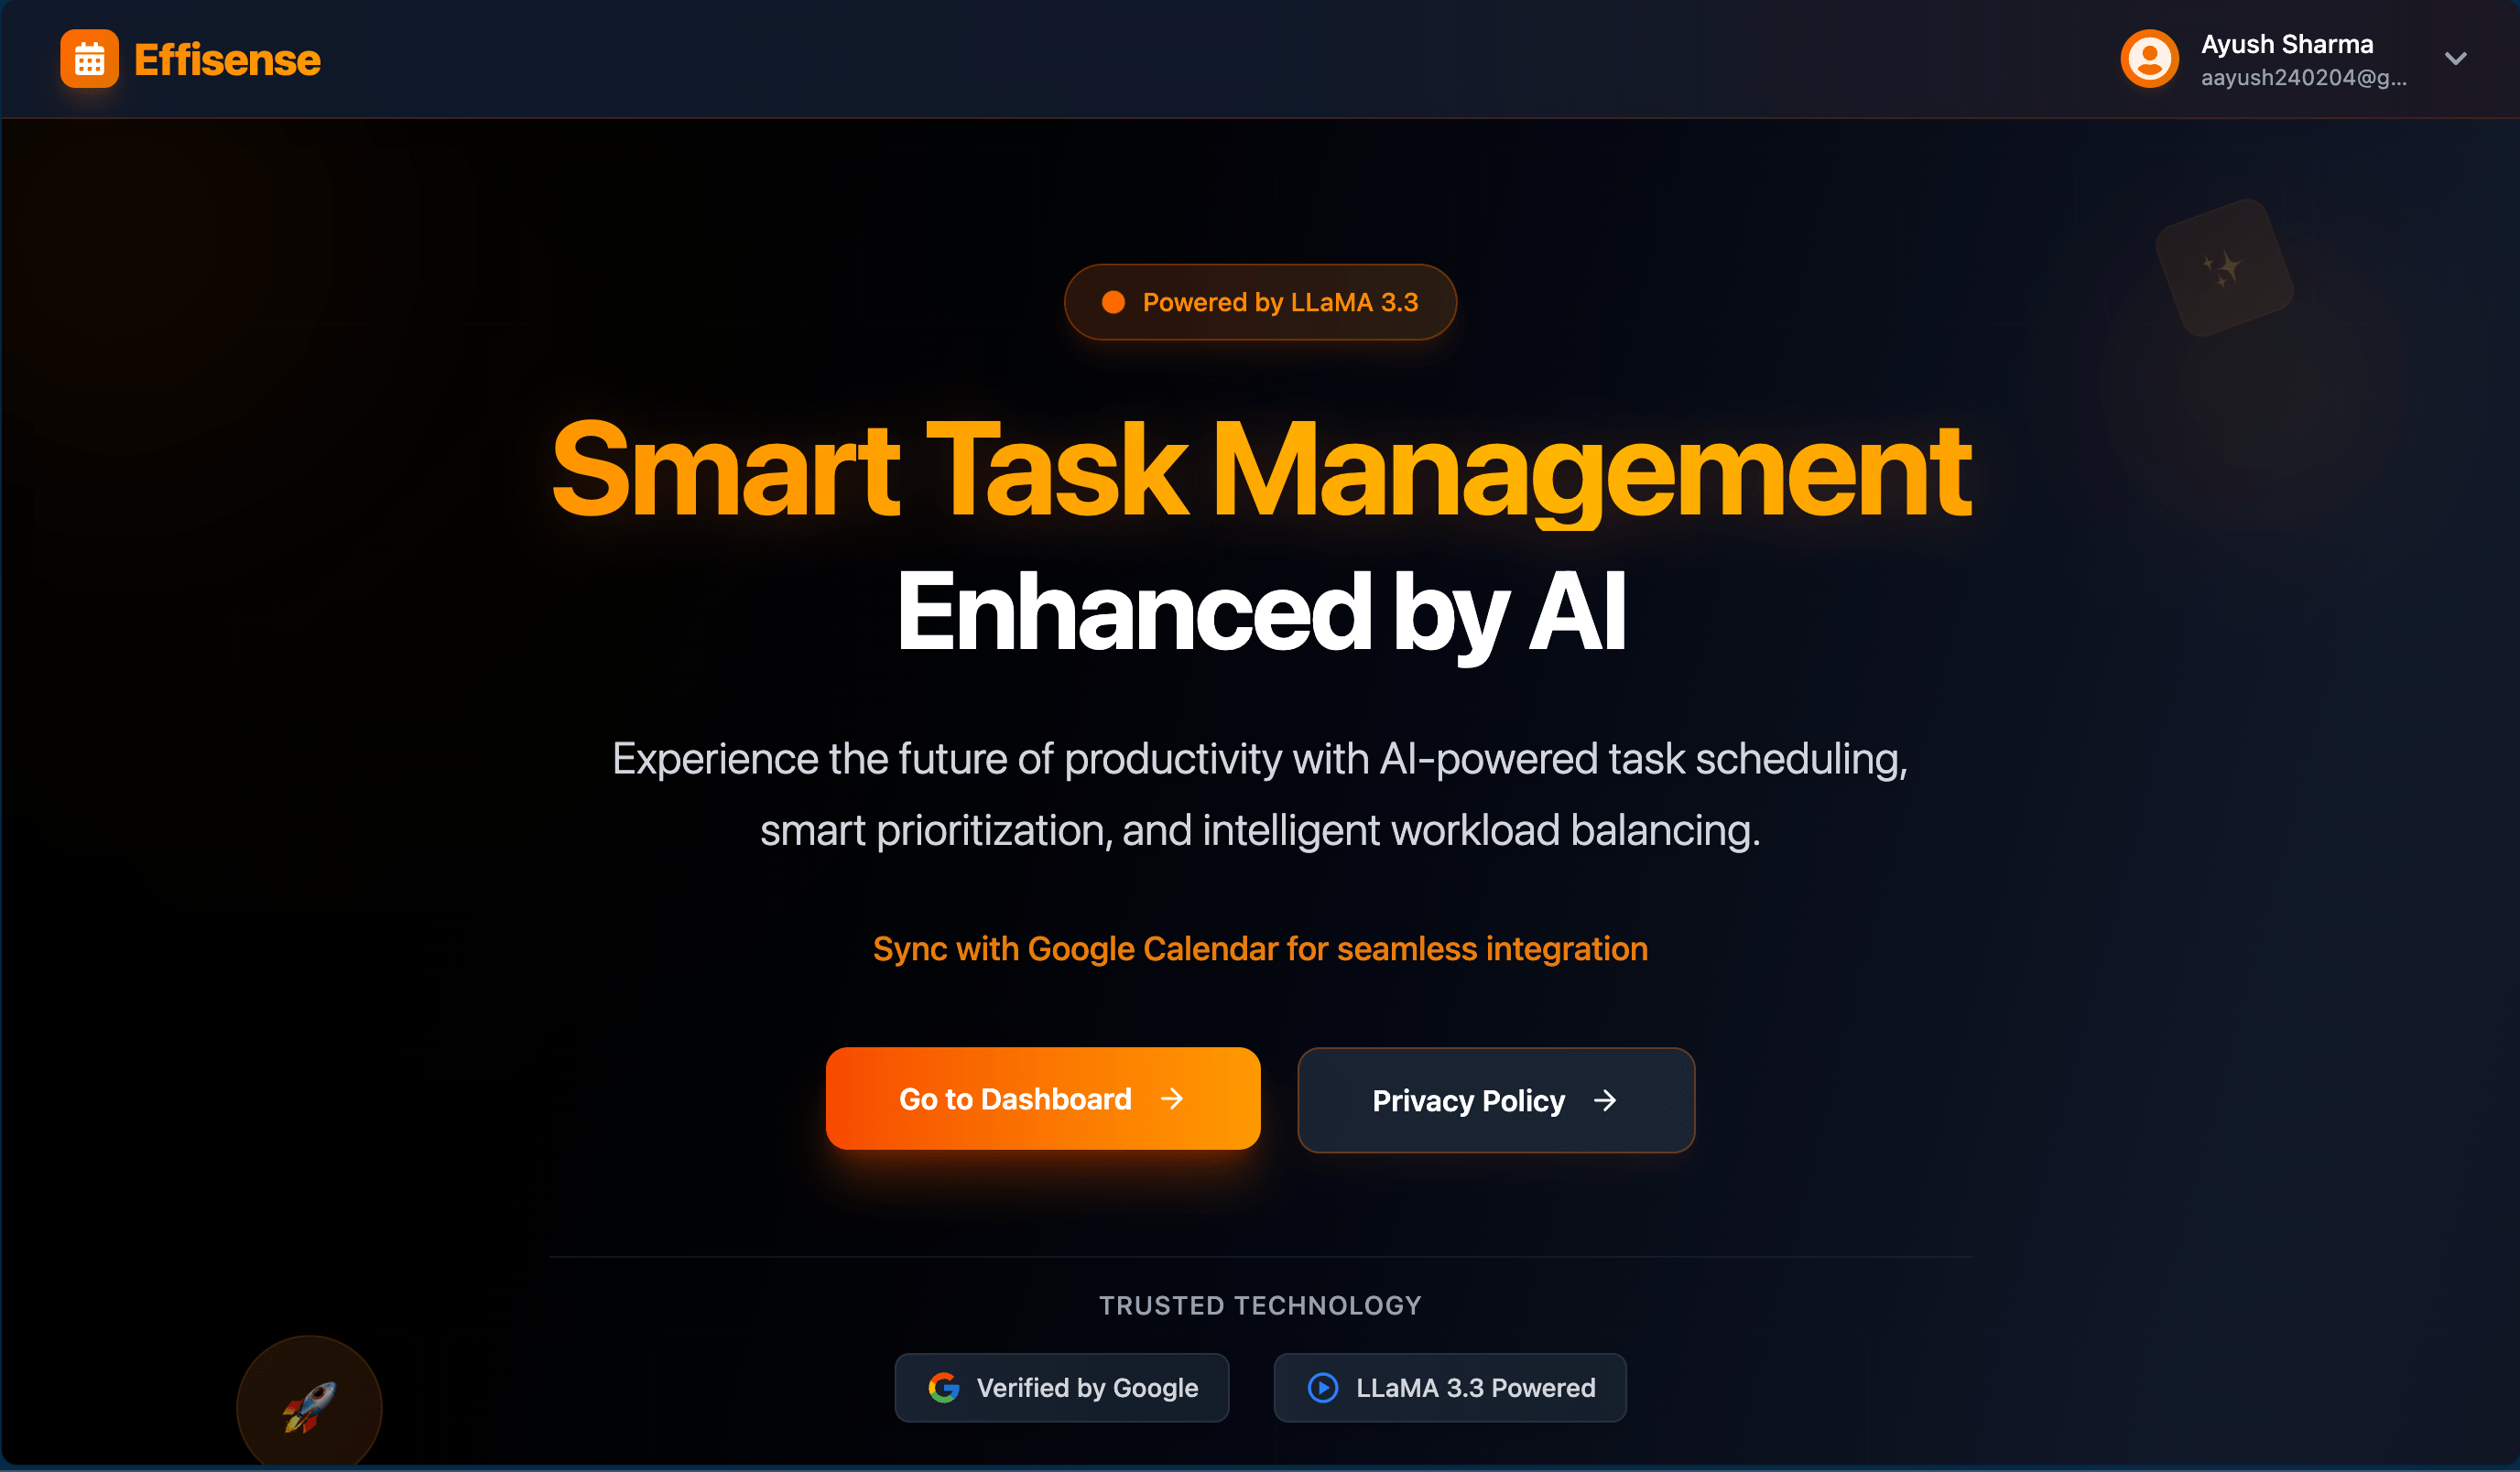 Effisense
Ayush Sharma
aayush240204@g...
Powered by LLaMA 3.3
Smart Task Management
Enhanced by AI
Experience the future of productivity with AI-powered task scheduling,
smart prioritization, and intelligent workload balancing.
Sync with Google Calendar for seamless integration
Go to Dashboard →
Privacy Policy →
TRUSTED TECHNOLOGY
Verified by Google
LLaMA 3.3 Powered